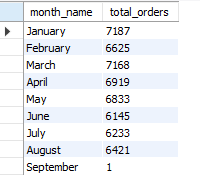 month_name total_orders
January 7187
February 6625
March 7168
April 6919
May 6833
June 6145
July 6233
August 6421
September 1